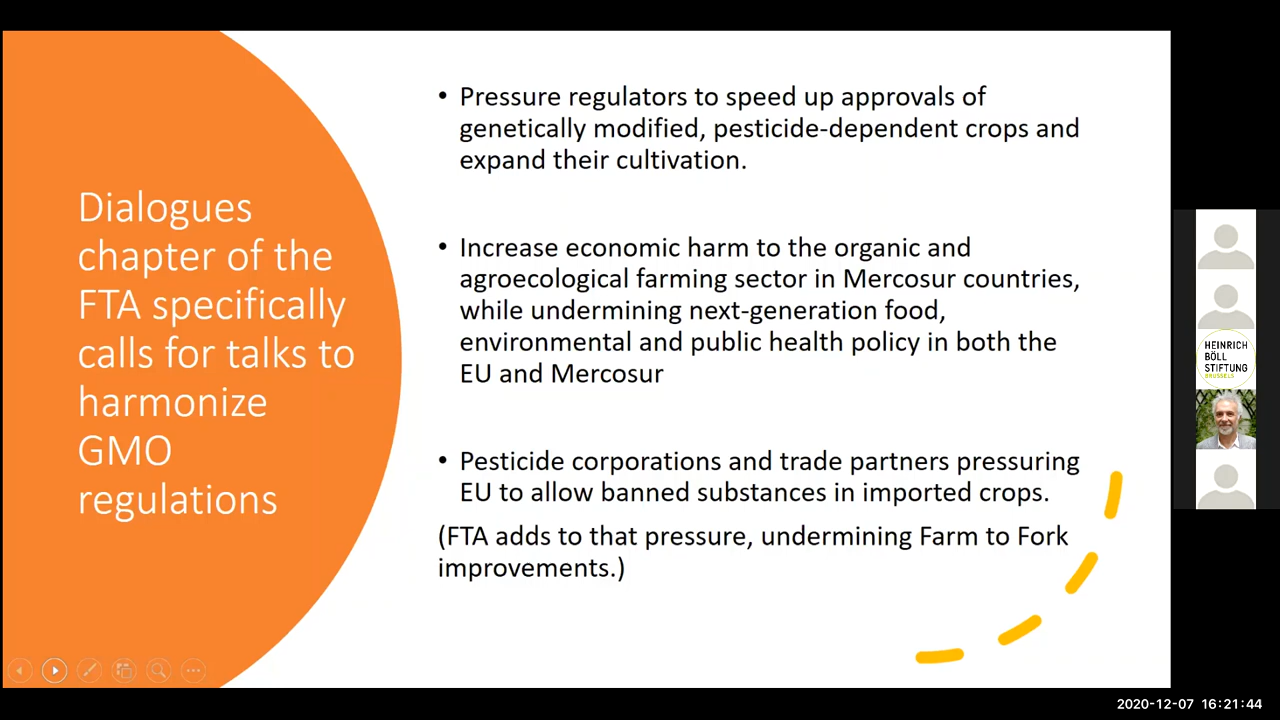 Dialogues
chapter of the
FTA specifically
calls for talks to
harmonize
GMO
regulations
• Pressure regulators to speed up approvals of
genetically modified, pesticide-dependent crops and
expand their cultivation.
• Increase economic harm to the organic and
agroecological farming sector in Mercosur countries,
while undermining next-generation food,
environmental and public health policy in both the
EU and Mercosur
• Pesticide corporations and trade partners pressuring
EU to allow banned substances in imported crops.
(FTA adds to that pressure, undermining Farm to Fork
improvements.)
HEINRICH
BÖLL
STIFTUNG
BRUSSELS
2020-12-07 16:21:44